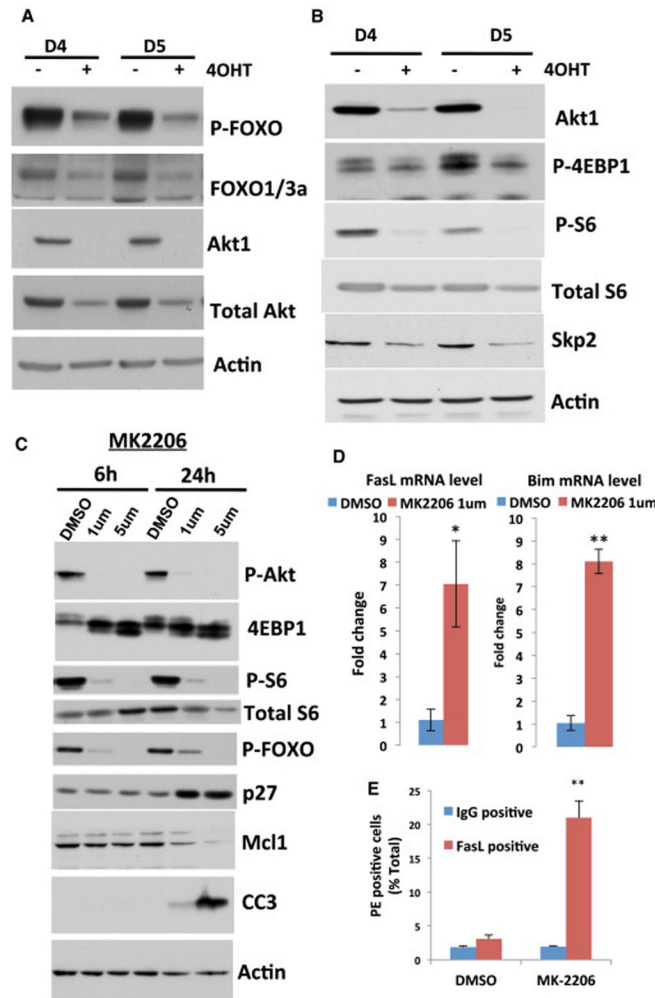 A
D4 D5
- + - + 4OHT
P-FOXO
FOXO1/3a
Akt1
Total Akt
Actin
B
D4 D5
- + - + 4OHT
Akt1
P-4EBP1
P-S6
Total S6
Skp2
Actin
C
MK2206
6h 24h
DMSO 1um 5um DMSO 1um 5um
P-Akt
4EBP1
P-S6
Total S6
P-FOXO
p27
Mcl1
CC3
Actin
D
FasL mRNA level
DMSO MK2206 1um
Fold change
10
9
8
7
6
5
4
3
2
1
0
*
Bim mRNA level
DMSO MK2206 1um
Fold change
10
9
8
7
6
5
4
3
2
1
0
**
E
PE positive cells
(% Total)
25
20
15
10
5
0
IgG positive
FasL positive
**
DMSO MK-2206